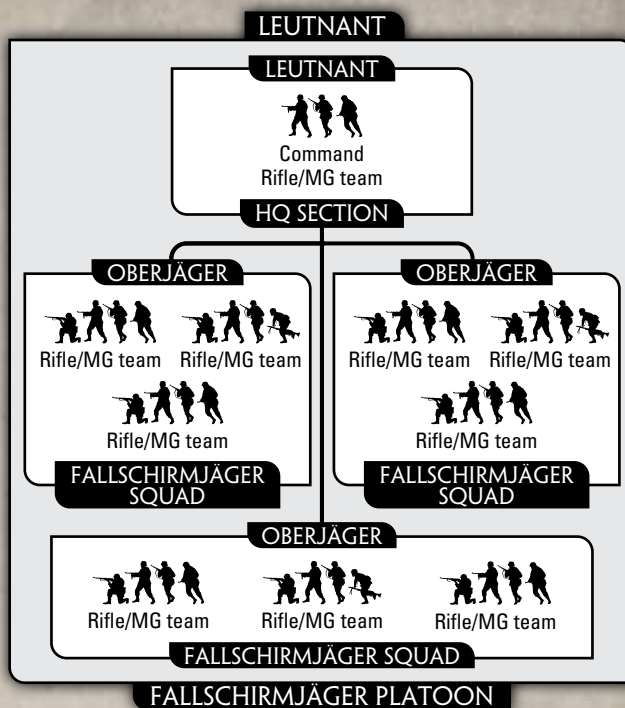 LEUTNANT
LEUTNANT
Command
Rifle/MG team
HQ SECTION
OBERJÄGER
Rifle/MG team Rifle/MG team
Rifle/MG team
FALLSCHIRMJÄGER
SQUAD
OBERJÄGER
Rifle/MG team Rifle/MG team
Rifle/MG team
FALLSCHIRMJÄGER
SQUAD
OBERJÄGER
Rifle/MG team Rifle/MG team Rifle/MG team
FALLSCHIRMJÄGER SQUAD
FALLSCHIRMJÄGER PLATOON